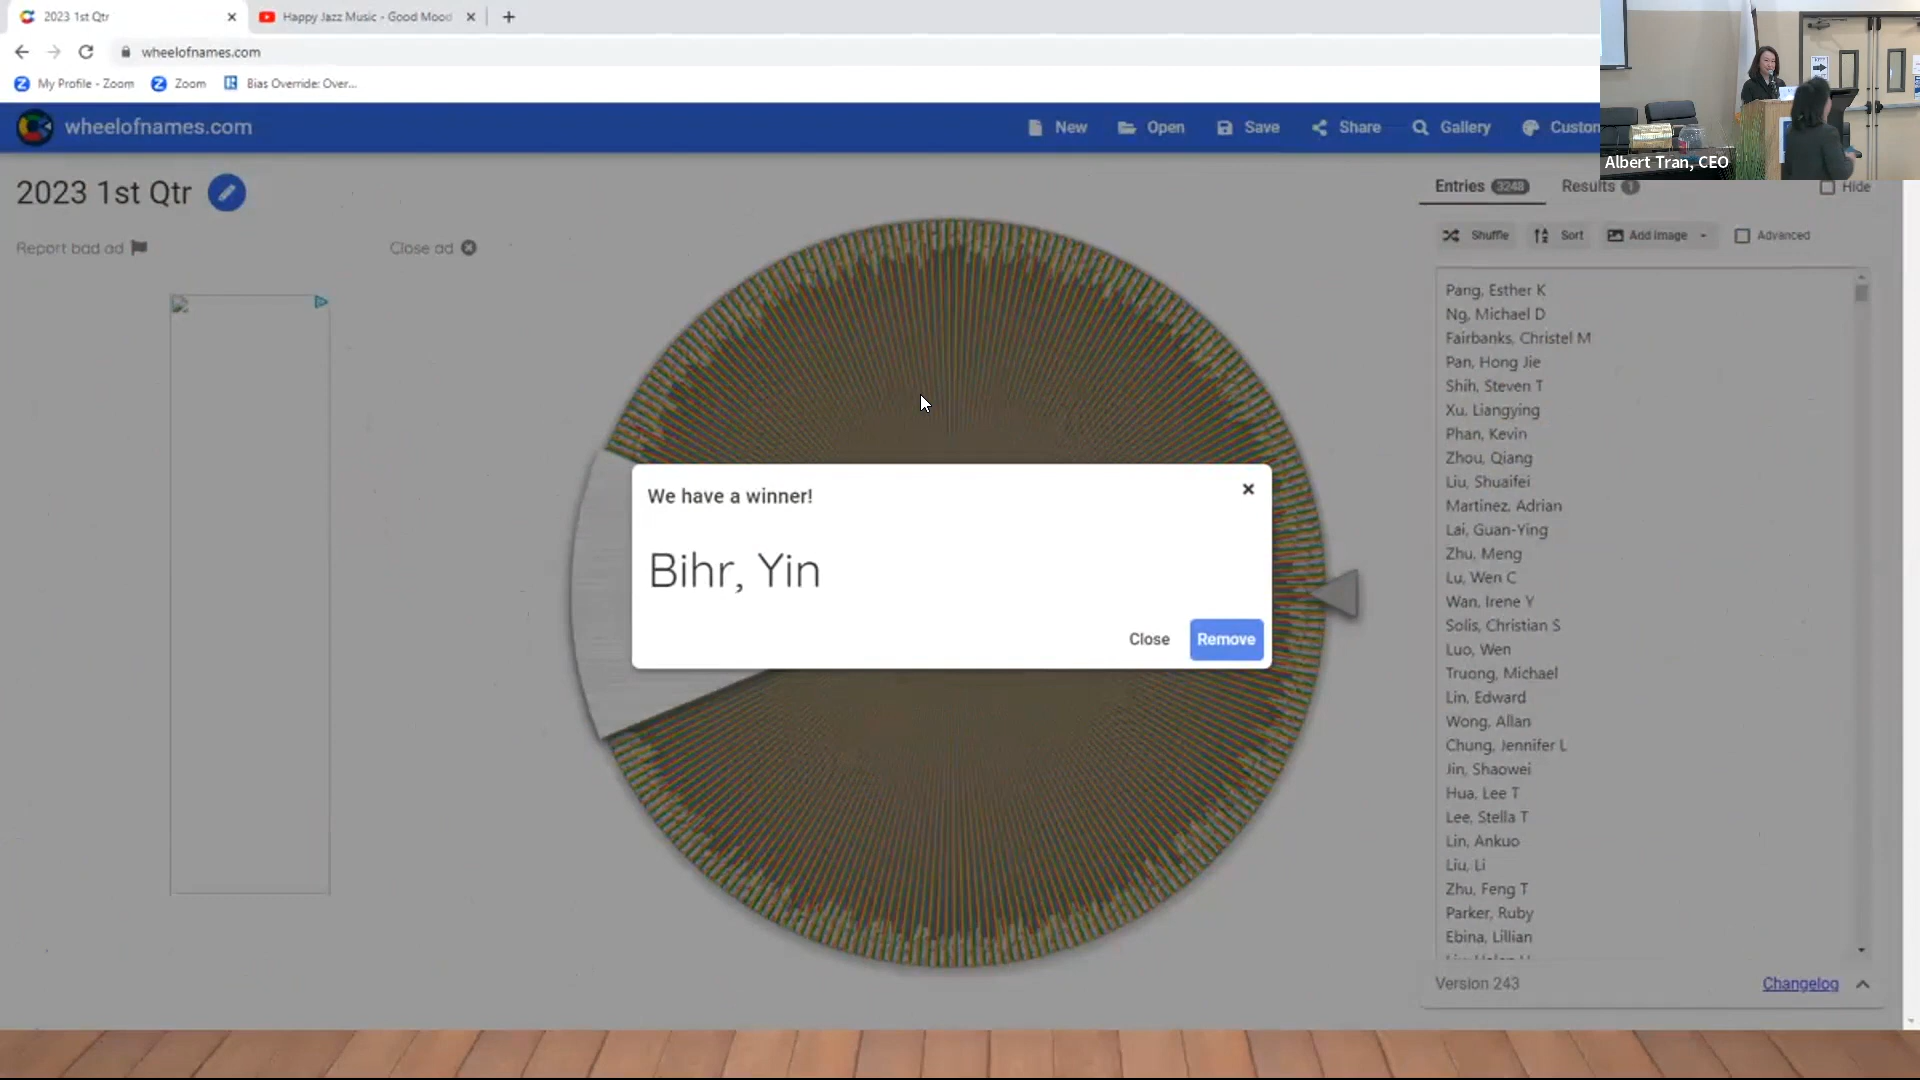 2023 1st Qtr
Happy Jazz Music - Good Mood
wheelofnames.com
My Profile - Zoom
Zoom
Bias Override: Over...
wheelofnames.com
New
Open
Save
Share
Gallery
Custom
Albert Tran, CEO
2023 1st Qtr
Report bad ad
Close ad
Entries 3248
Results 1
Hide
Shuffle
Sort
Add image
Advanced
Pang, Esther K
Ng, Michael D
Fairbanks, Christel M
Pan, Hong Jie
Shih, Steven T
Xu, Liangying
Phan, Kevin
Zhou, Qiang
Liu, Shuaifei
Martinez, Adrian
Lai, Guan-Ying
Zhu, Meng
Lu, Wen C
Wan, Irene Y
Solis, Christian S
Luo, Wen
Truong, Michael
Lin, Edward
Wong, Allan
Chung, Jennifer L
Jin, Shaowei
Hua, Lee T
Lee, Stella T
Lin, Ankuo
Liu, Li
Zhu, Feng T
Parker, Ruby
Ebina, Lillian
We have a winner!
Bihr, Yin
Close
Remove
Version 243
Changelog